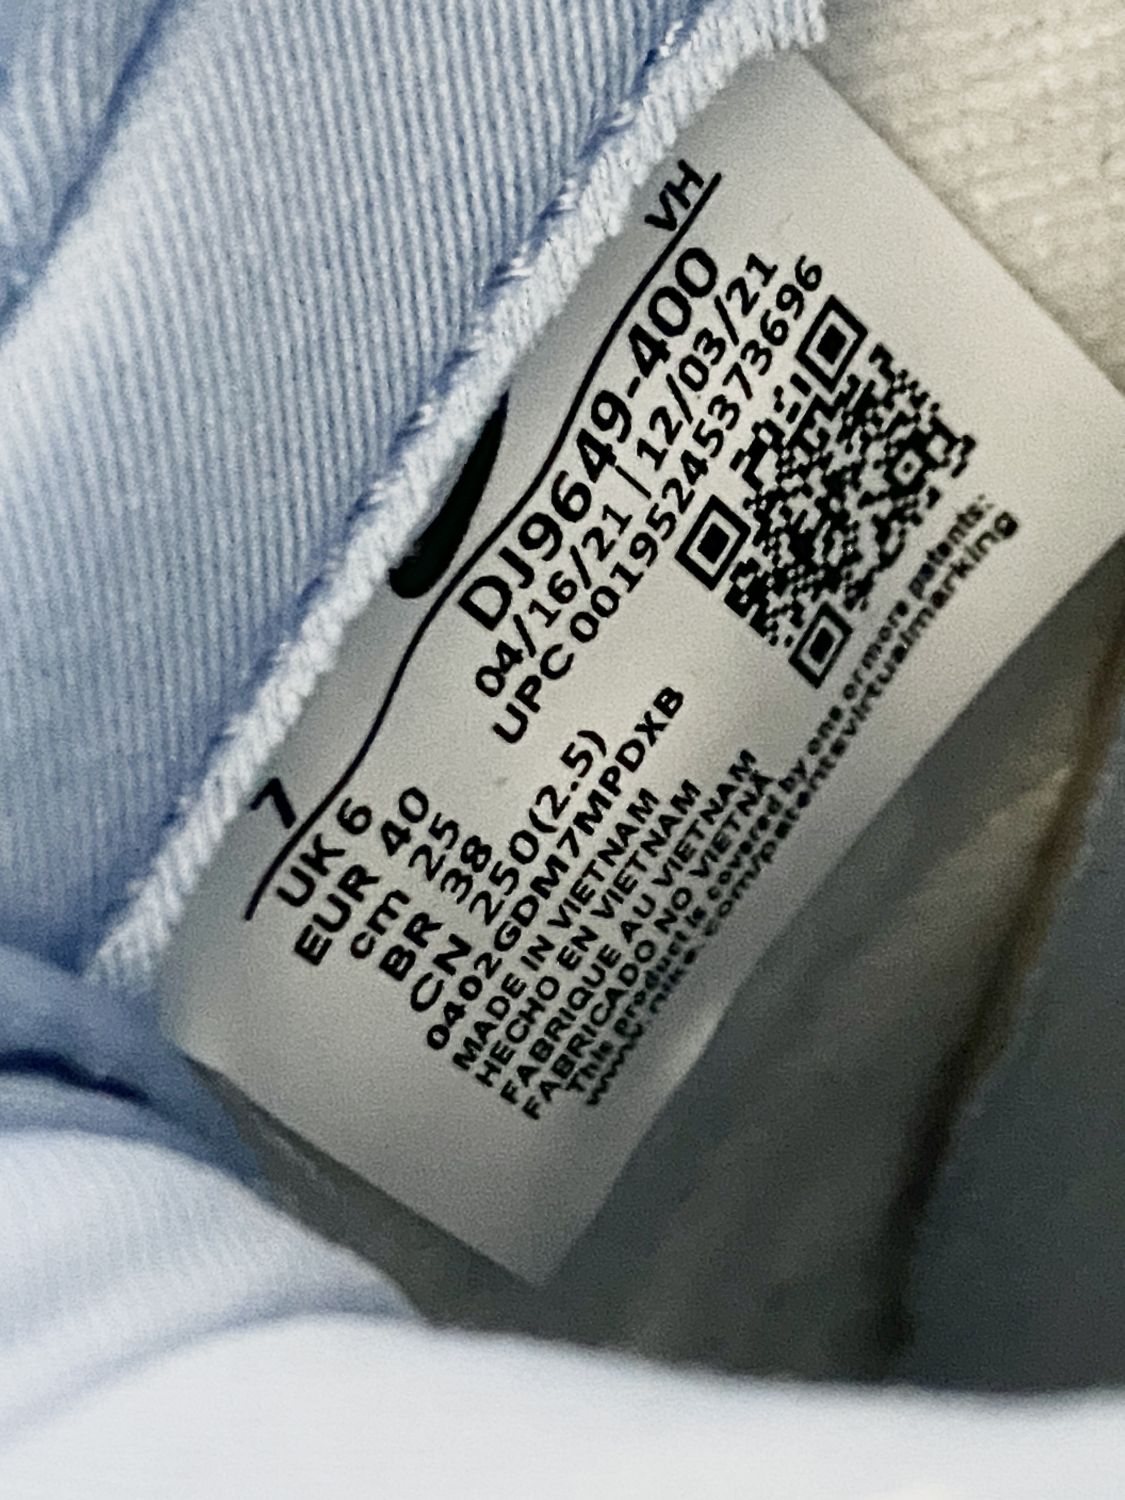 7
VH
UK 6
EUR 40
cm 25
BR 38
CN 250(2.5)
DJ9649-400
04/16/21 | 12/03/21
UPC 00195245373696
0402GDM7MPDXB
MADE IN VIETNAM
HECHO EN VIETNAM
FABRIQUE AU VIETNAM
FABRICADO NO VIETNÃ
This product is covered by one or more patents:
www.nike.com/patentsvirtualmarking